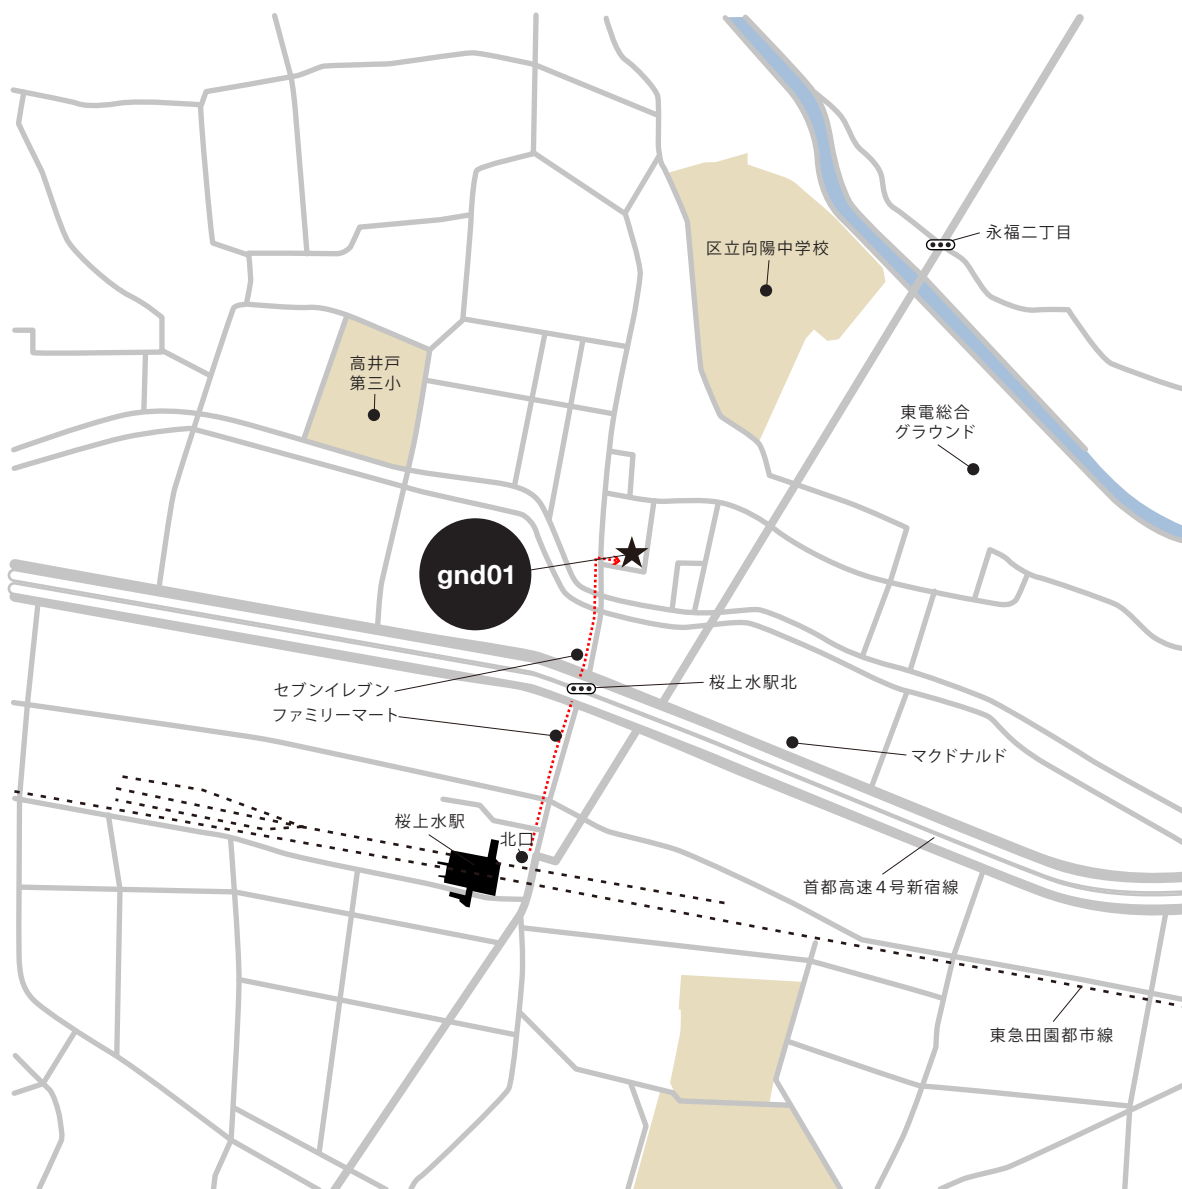 永福二丁目
区立向陽中学校
高井戸
第三小
東電総合
グラウンド
gnd01
セブンイレブン
桜上水駅北
ファミリーマート
マクドナルド
桜上水駅
北口
首都高速4号新宿線
東急田園都市線